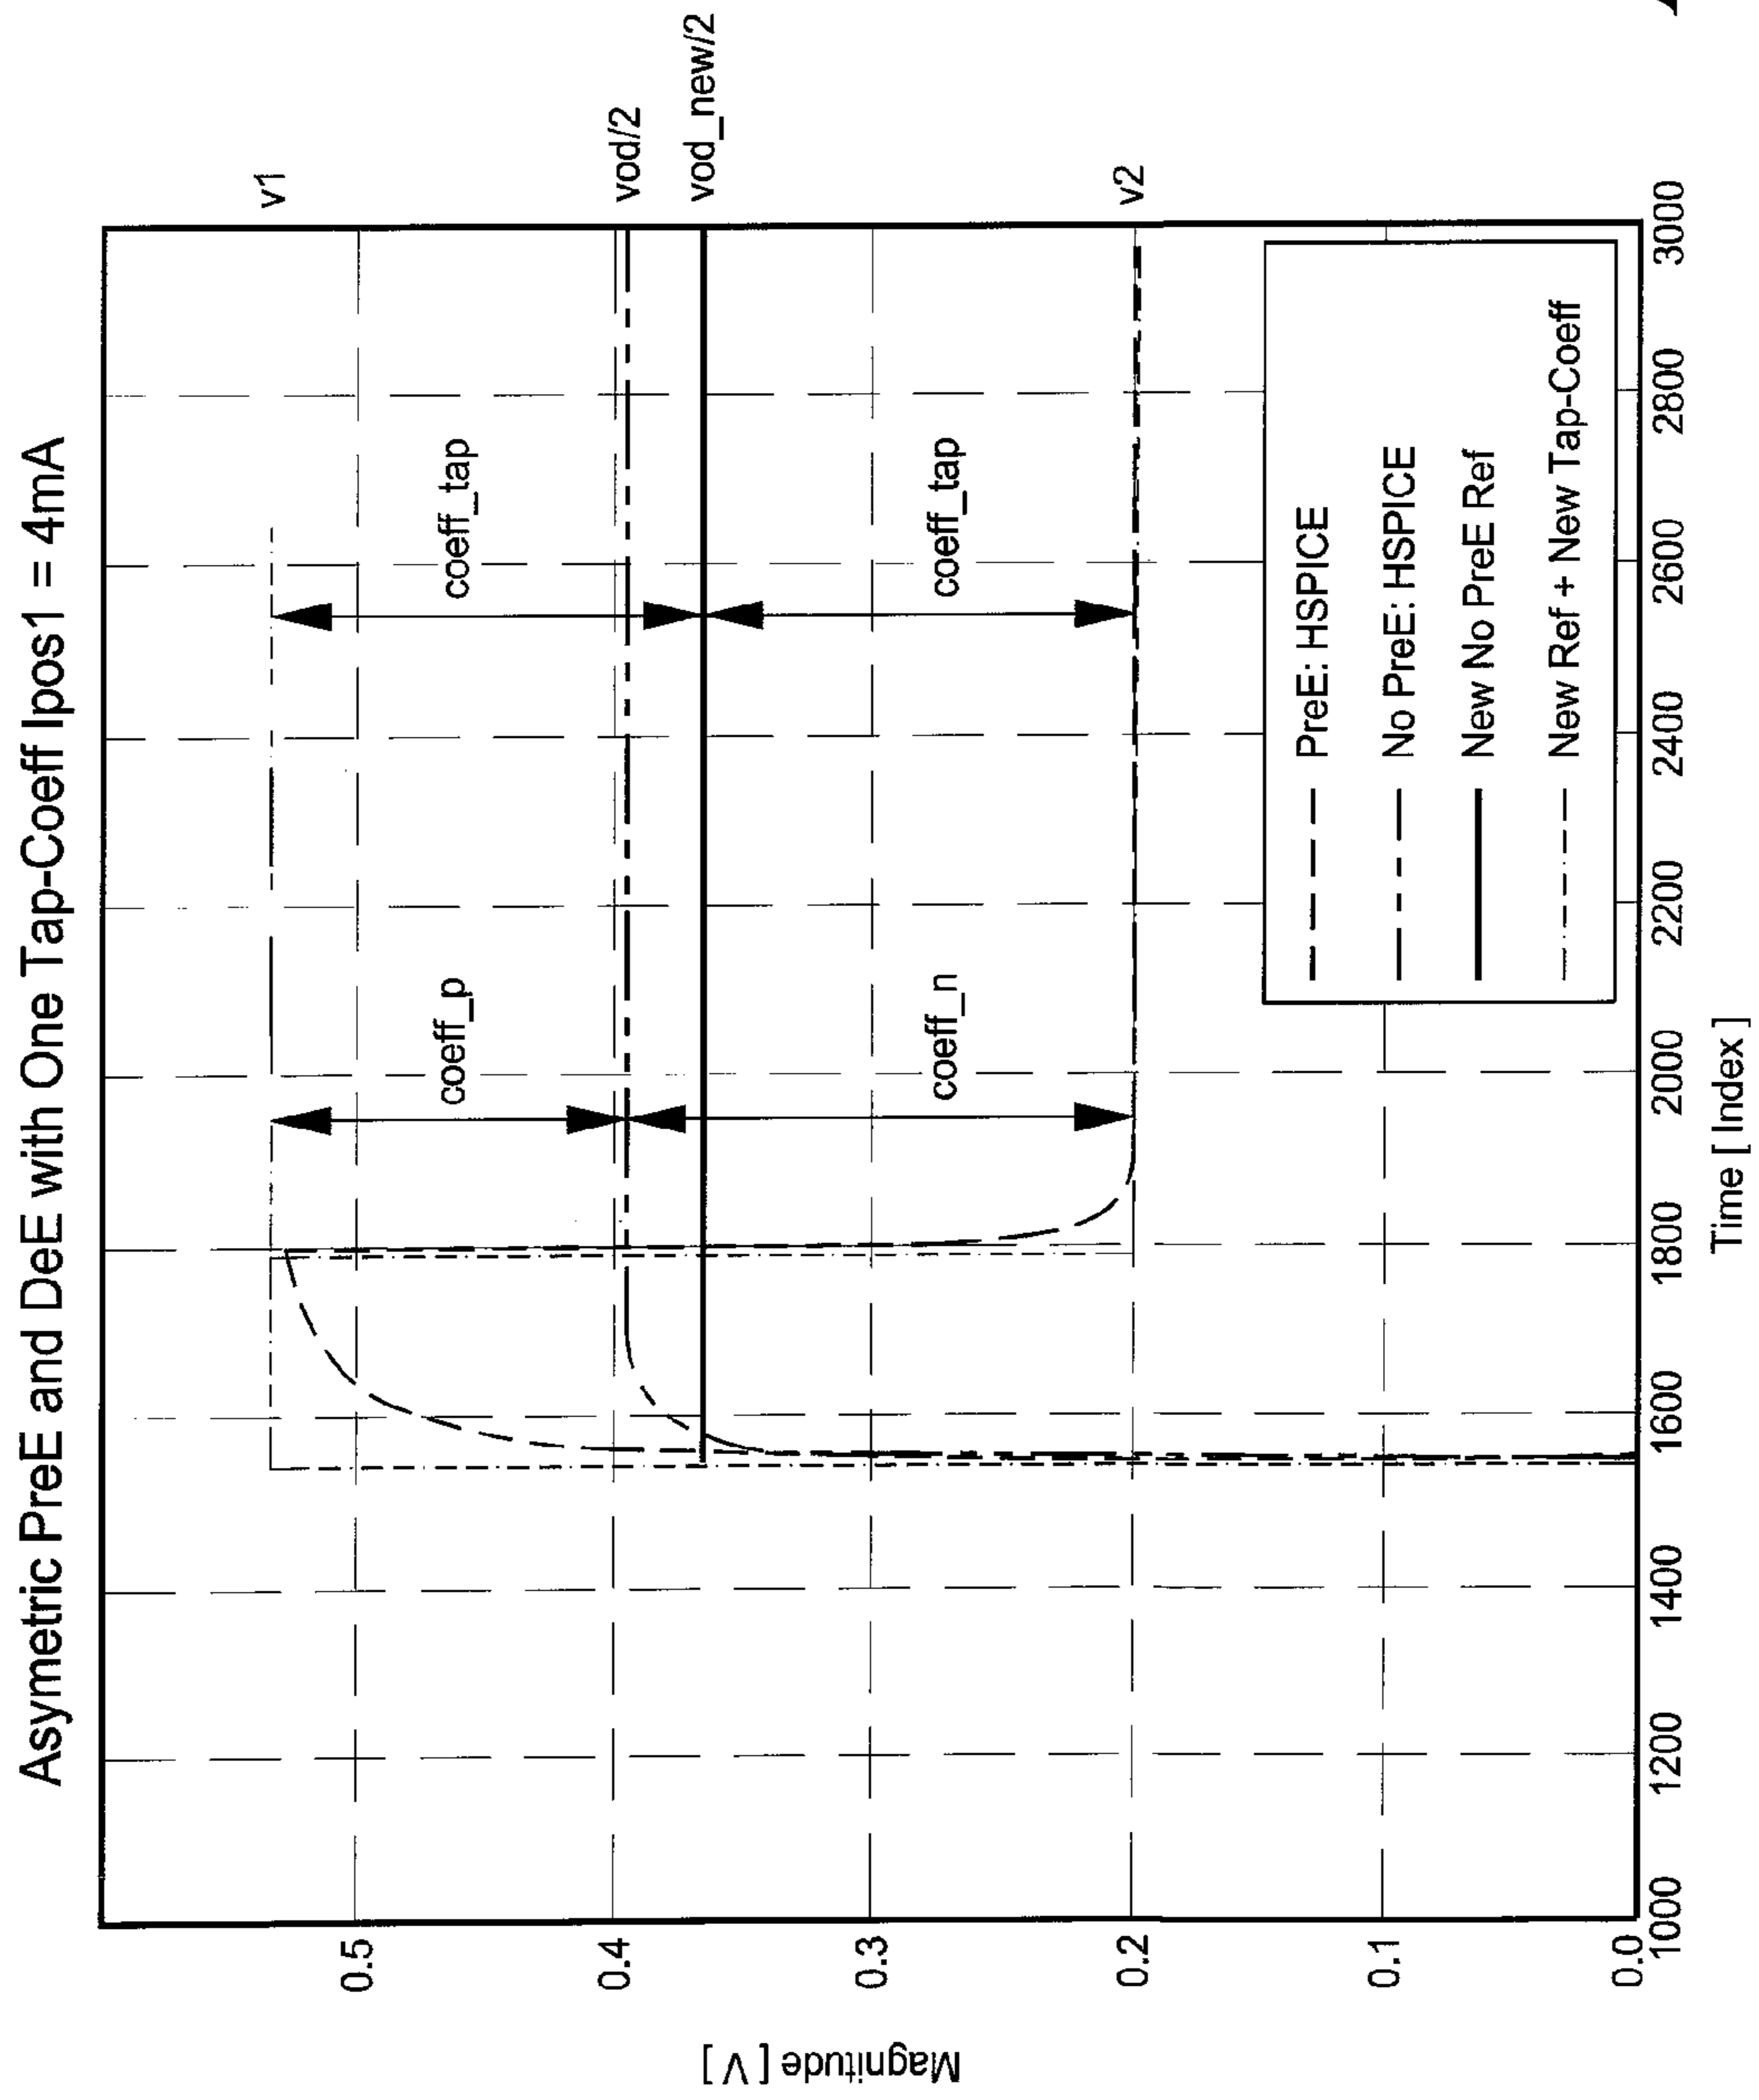 Asymetric PreE and DeE with One Tap-Coeff Ipos1 = 4mA
v1
vod/2
vod_new/2
v2
coeff_p
coeff_tap
coeff_n
coeff_tap
PreE: HSPICE
No PreE: HSPICE
New No PreE Ref
New Ref + New Tap-Coeff
Magnitude [ V ]
0.5
0.4
0.3
0.2
0.1
0.0
1000
1200
1400
1600
1800
2000
2200
2400
2600
2800
3000
Time [ Index ]